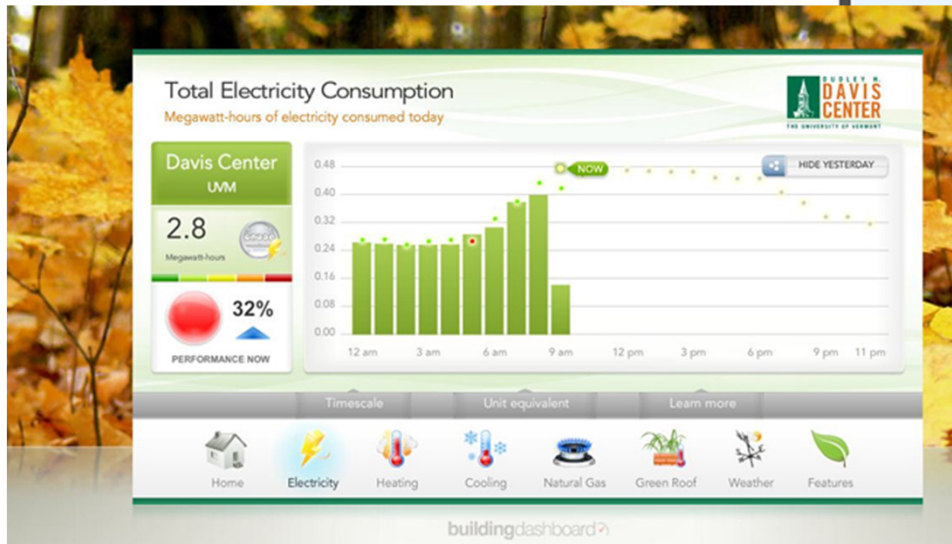 Total Electricity Consumption
Megawatt-hours of electricity consumed today
DUDLEY H.
DAVIS
CENTER
THE UNIVERSITY OF VERMONT
Davis Center
UVM
2.8
Megawatt-hours
32%
PERFORMANCE NOW
HIDE YESTERDAY
NOW
0.48
0.40
0.32
0.24
0.16
0.08
0.00
12 am 3 am 6 am 9 am 12 pm 3 pm 6 pm 9 pm 11 pm
Timescale Unit equivalent Learn more
Home Electricity Heating Cooling Natural Gas Green Roof Weather Features
buildingdashboard